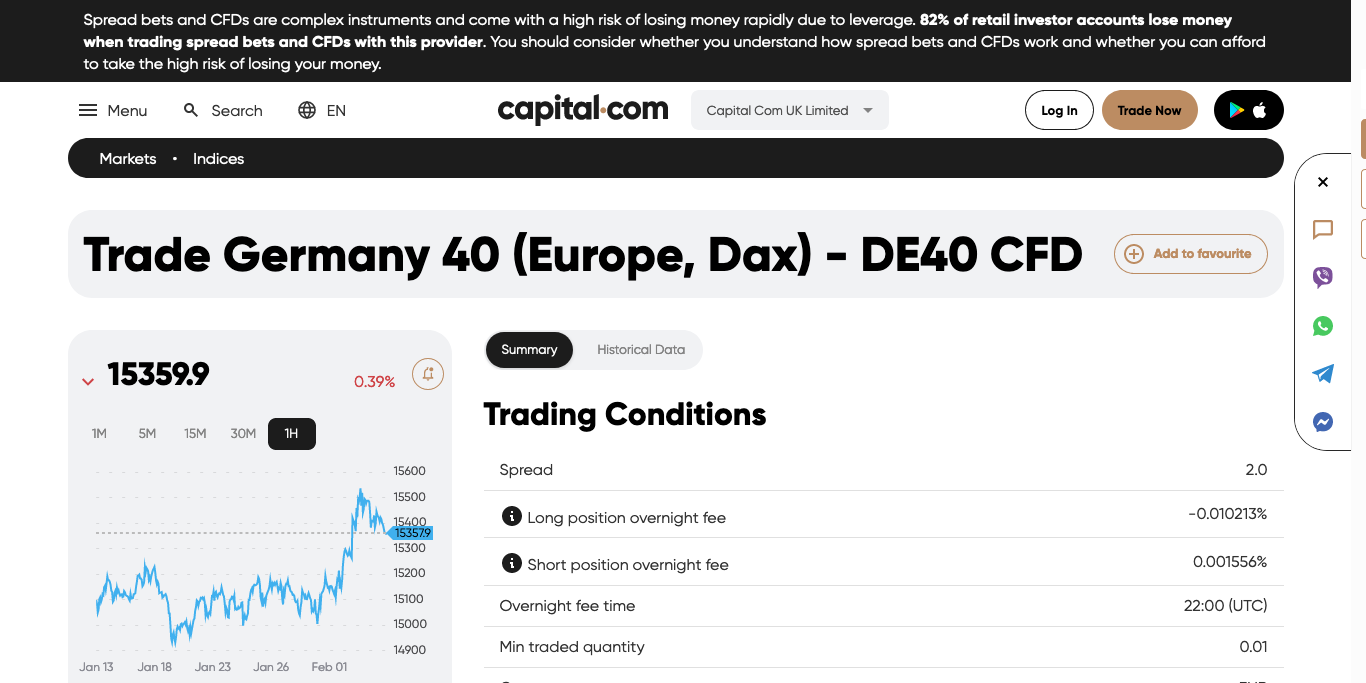 Spread bets and CFDs are complex instruments and come with a high risk of losing money rapidly due to leverage. 82% of retail investor accounts lose money
when trading spread bets and CFDs with this provider. You should consider whether you understand how spread bets and CFDs work and whether you can afford
to take the high risk of losing your money.
Menu Search EN capital.com Capital Com UK Limited Log In Trade Now
Markets • Indices
Trade Germany 40 (Europe, Dax) - DE40 CFD Add to favourite
15359.9 0.39%
1M 5M 15M 30M 1H
15600
15500
15400
15357.9
15300
15200
15100
15000
14900
Jan 13 Jan 18 Jan 23 Jan 26 Feb 01
Summary Historical Data
Trading Conditions
Spread 2.0
Long position overnight fee -0.010213%
Short position overnight fee 0.001556%
Overnight fee time 22:00 (UTC)
Min traded quantity 0.01